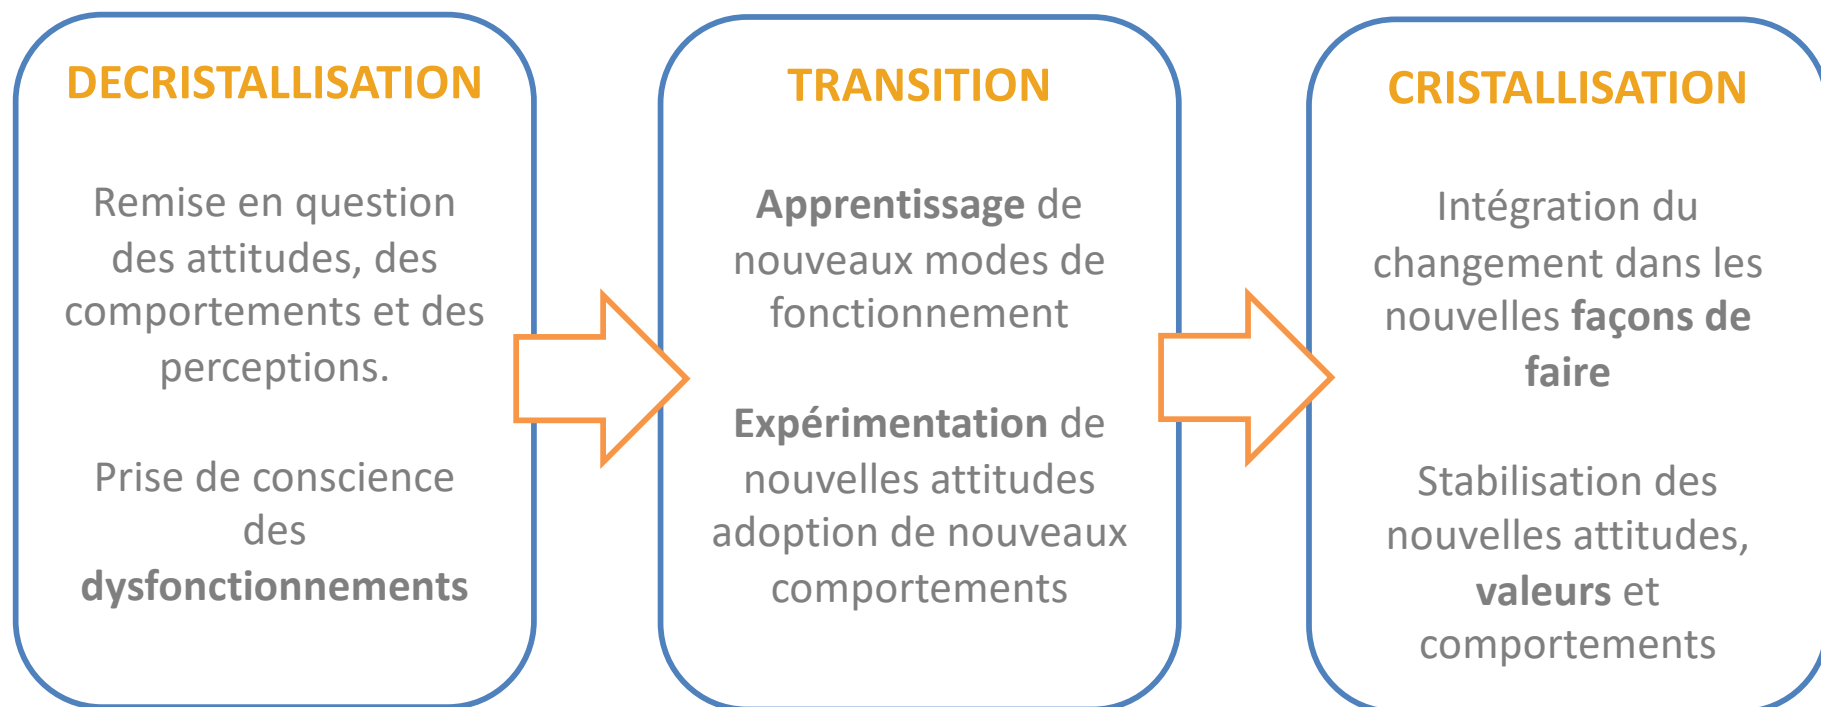 DECRISTALLISATION
Remise en question
des attitudes, des
comportements et des
perceptions.
Prise de conscience
des
dysfonctionnements
TRANSITION
Apprentissage de
nouveaux modes de
fonctionnement
Expérimentation de
nouvelles attitudes
adoption de nouveaux
comportements
CRISTALLISATION
Intégration du
changement dans les
nouvelles façons de
faire
Stabilisation des
nouvelles attitudes,
valeurs et
comportements